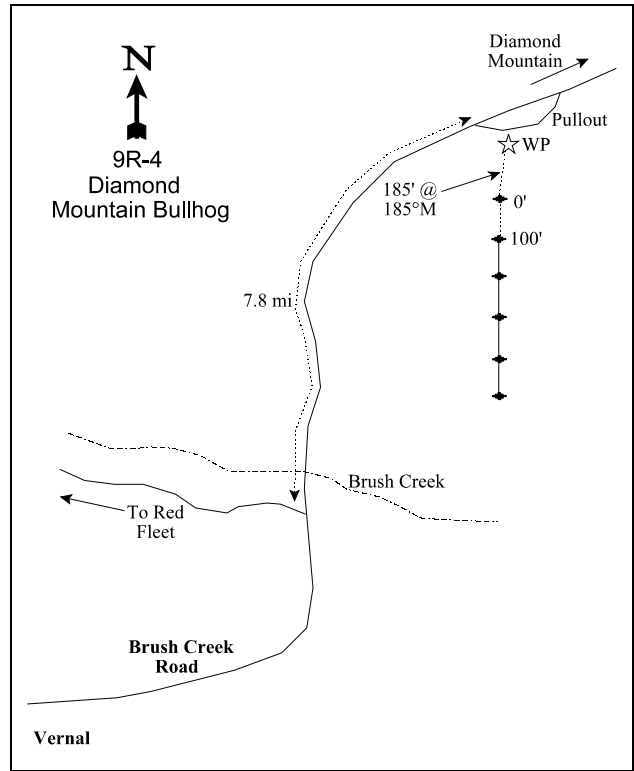 Diamond
Mountain
N
9R-4
Diamond
Mountain Bullhog
Pullout
WP
185' @
185°M
0'
100'
7.8 mi
Brush Creek
To Red
Fleet
Brush Creek
Road
Vernal